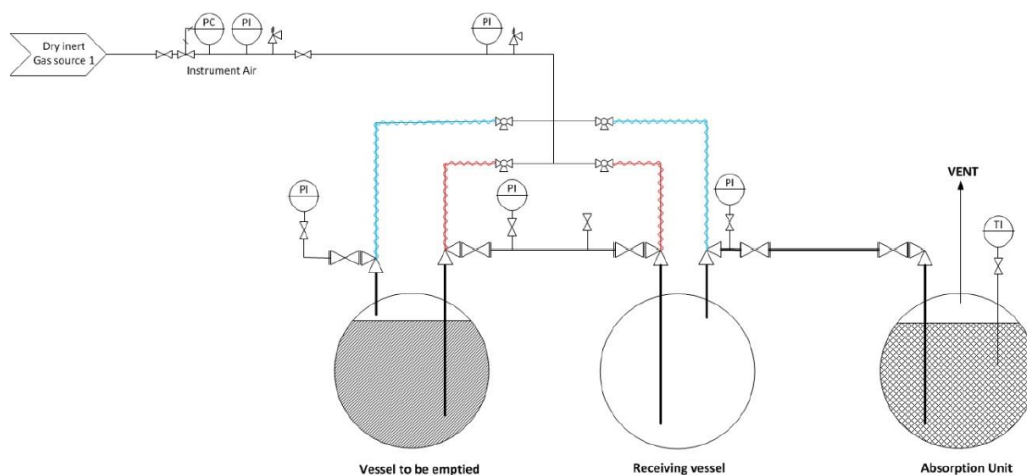 PC
PI
PI
Dry inert
Gas source 1
Instrument Air
PI
PI
PI
VENT
TI
Vessel to be emptied
Receiving vessel
Absorption Unit